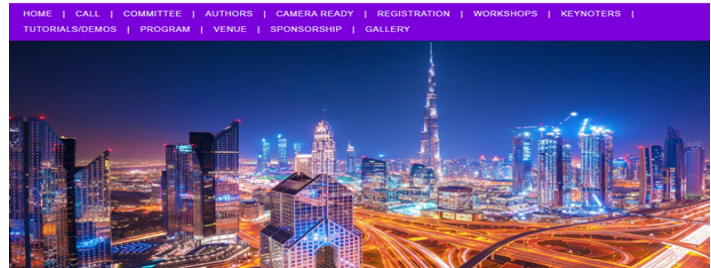 HOME | CALL | COMMITTEE | AUTHORS | CAMERA READY | REGISTRATION | WORKSHOPS | KEYNOTERS |
TUTORIALS/DEMOS | PROGRAM | VENUE | SPONSORSHIP | GALLERY